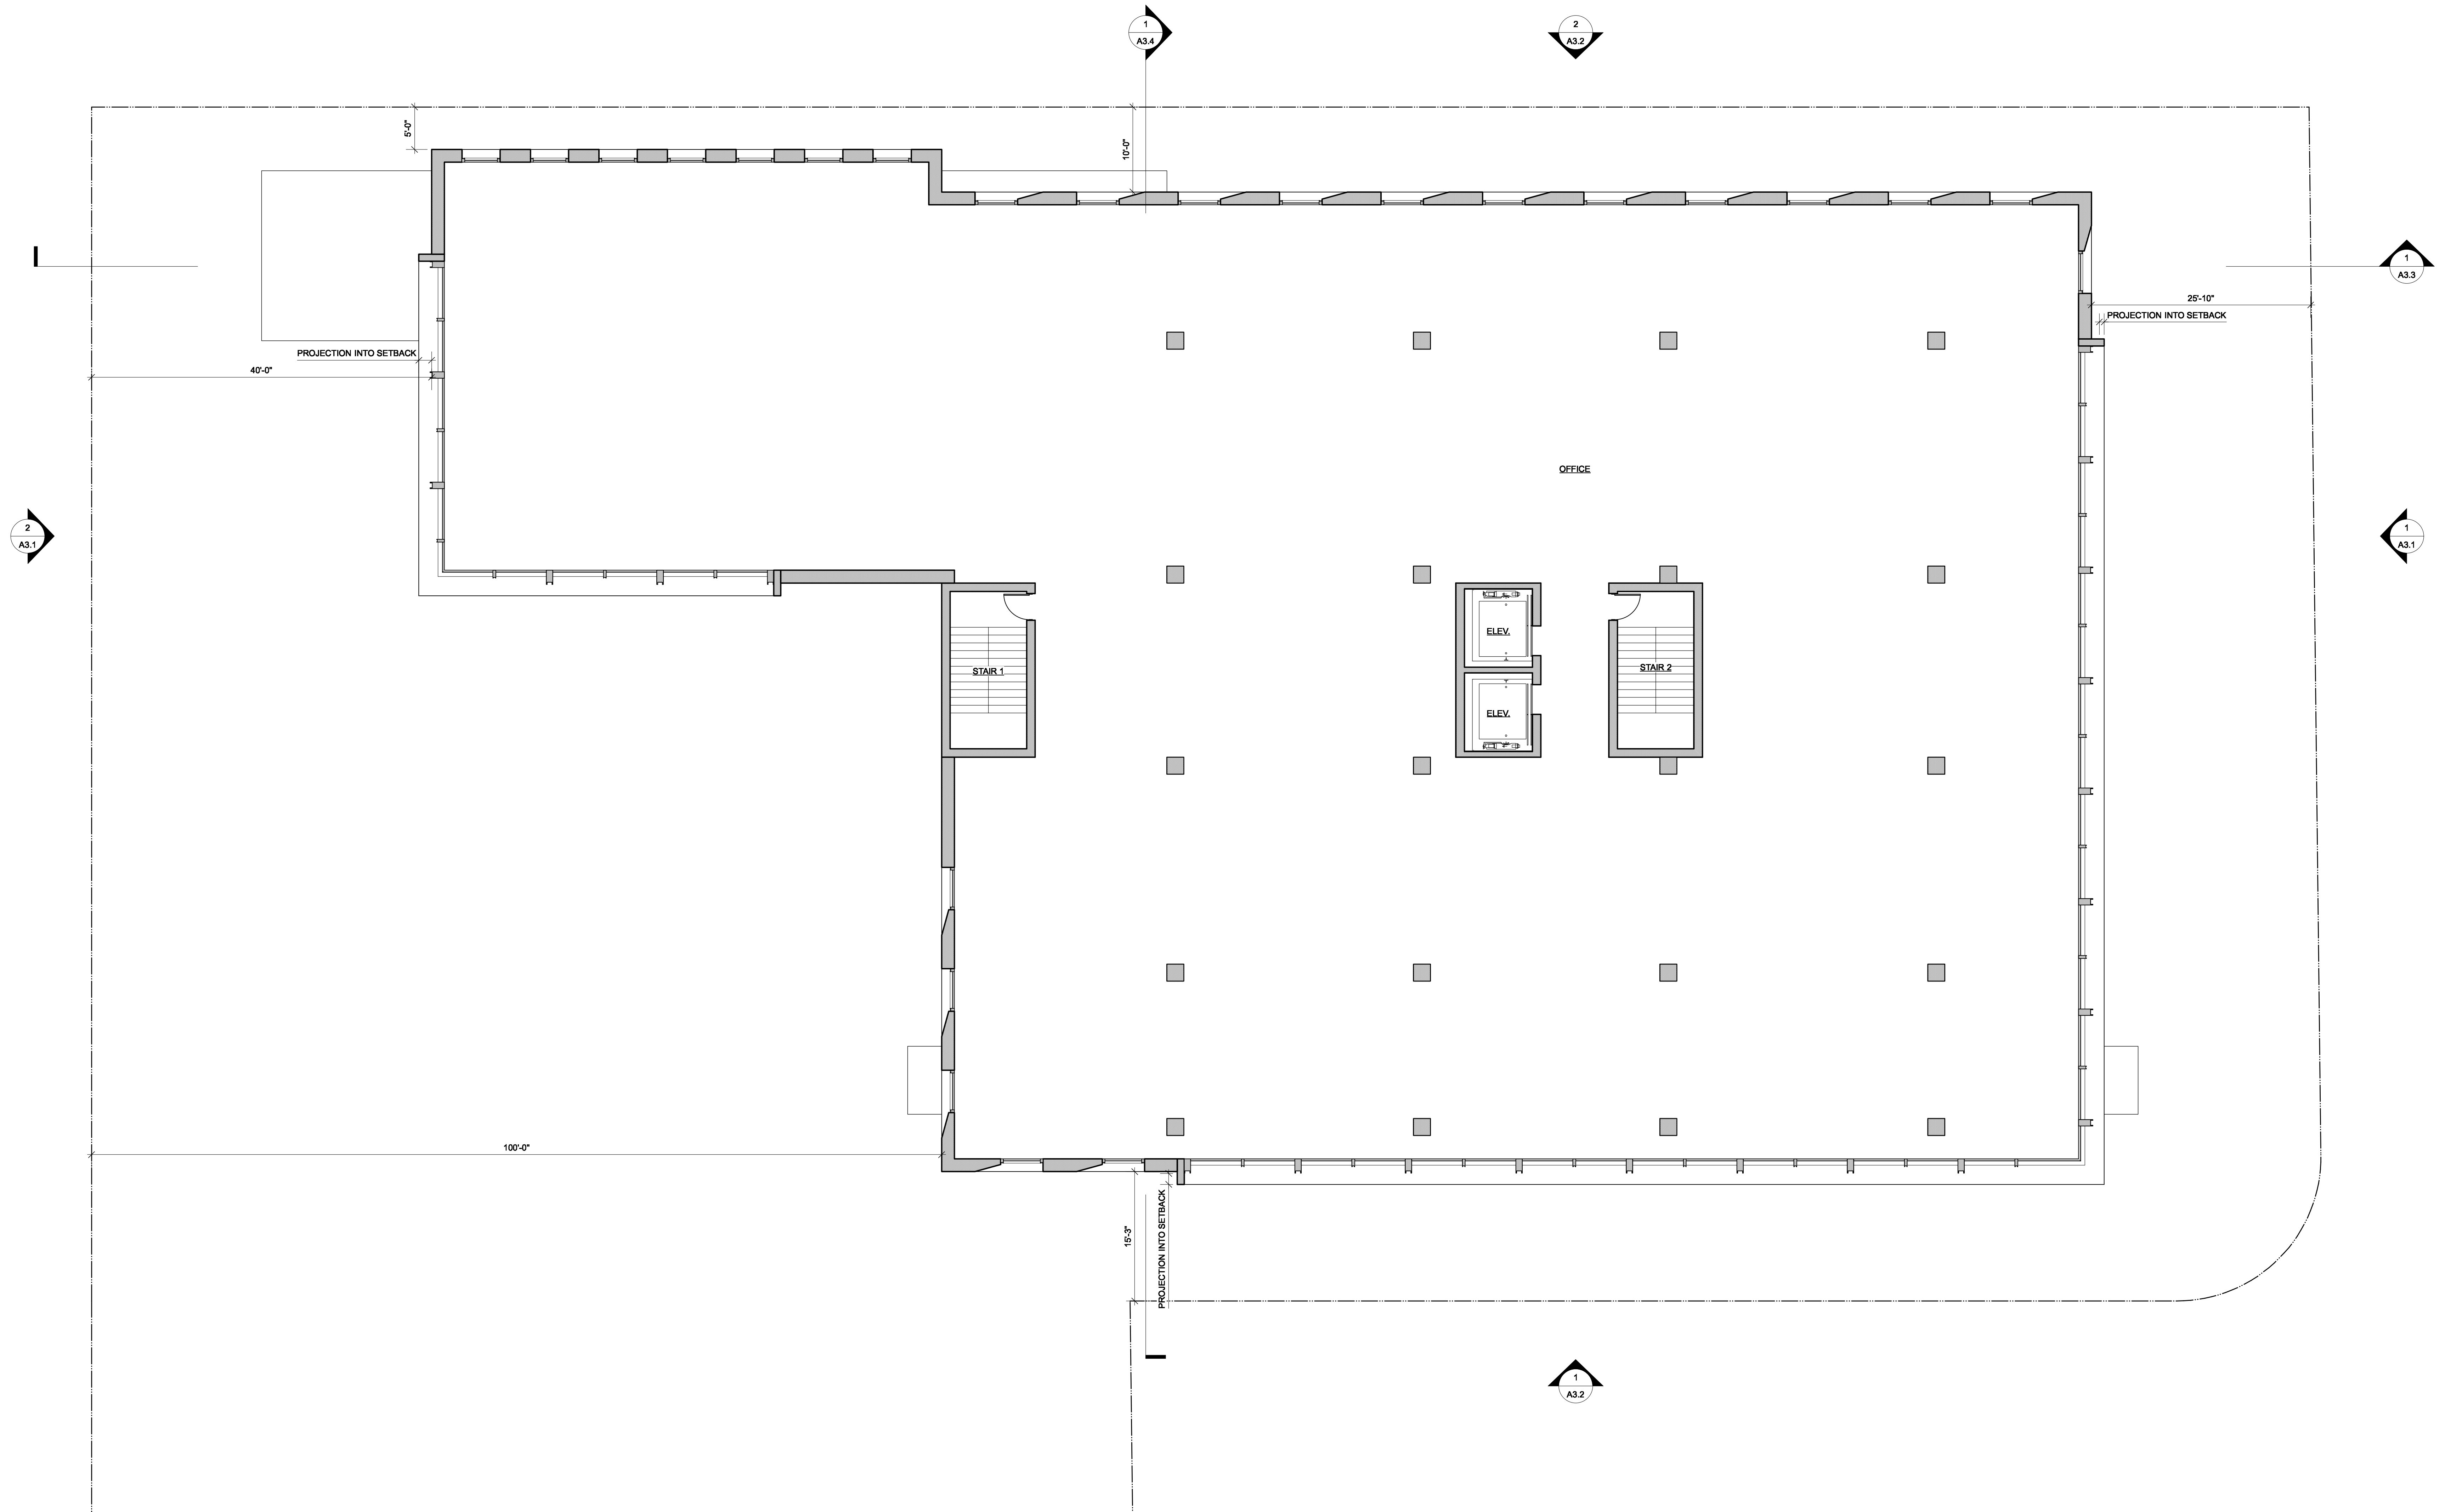 1
A3.4
2
A3.2
5'-0"
10'-0"
1
A3.3
25'-10"
PROJECTION INTO SETBACK
PROJECTION INTO SETBACK
40'-0"
OFFICE
2
A3.1
1
A3.1
ELEV.
STAIR 1
STAIR 2
ELEV.
100'-0"
15'-3"
PROJECTION INTO SETBACK
1
A3.2